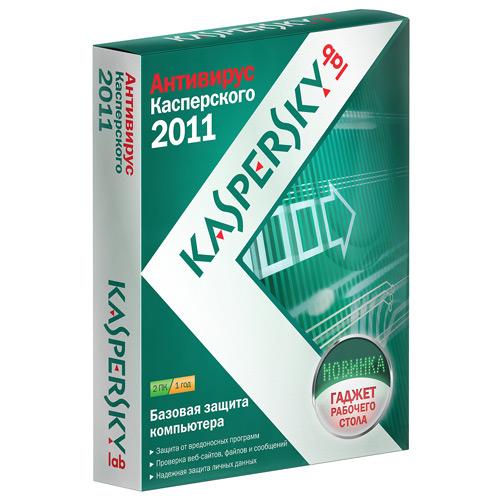 Антивирус
Касперского
2011
KASPERSKY lab
Антивирус
Касперского
2011
KASPERSKY lab
2 ПК / 1 год
Базовая защита
компьютера
Защита от вредоносных программ
Проверка веб-сайтов, файлов и сообщений
Надежная защита личных данных
НОВИНКА
ГАДЖЕТ
РАБОЧЕГО
СТОЛА